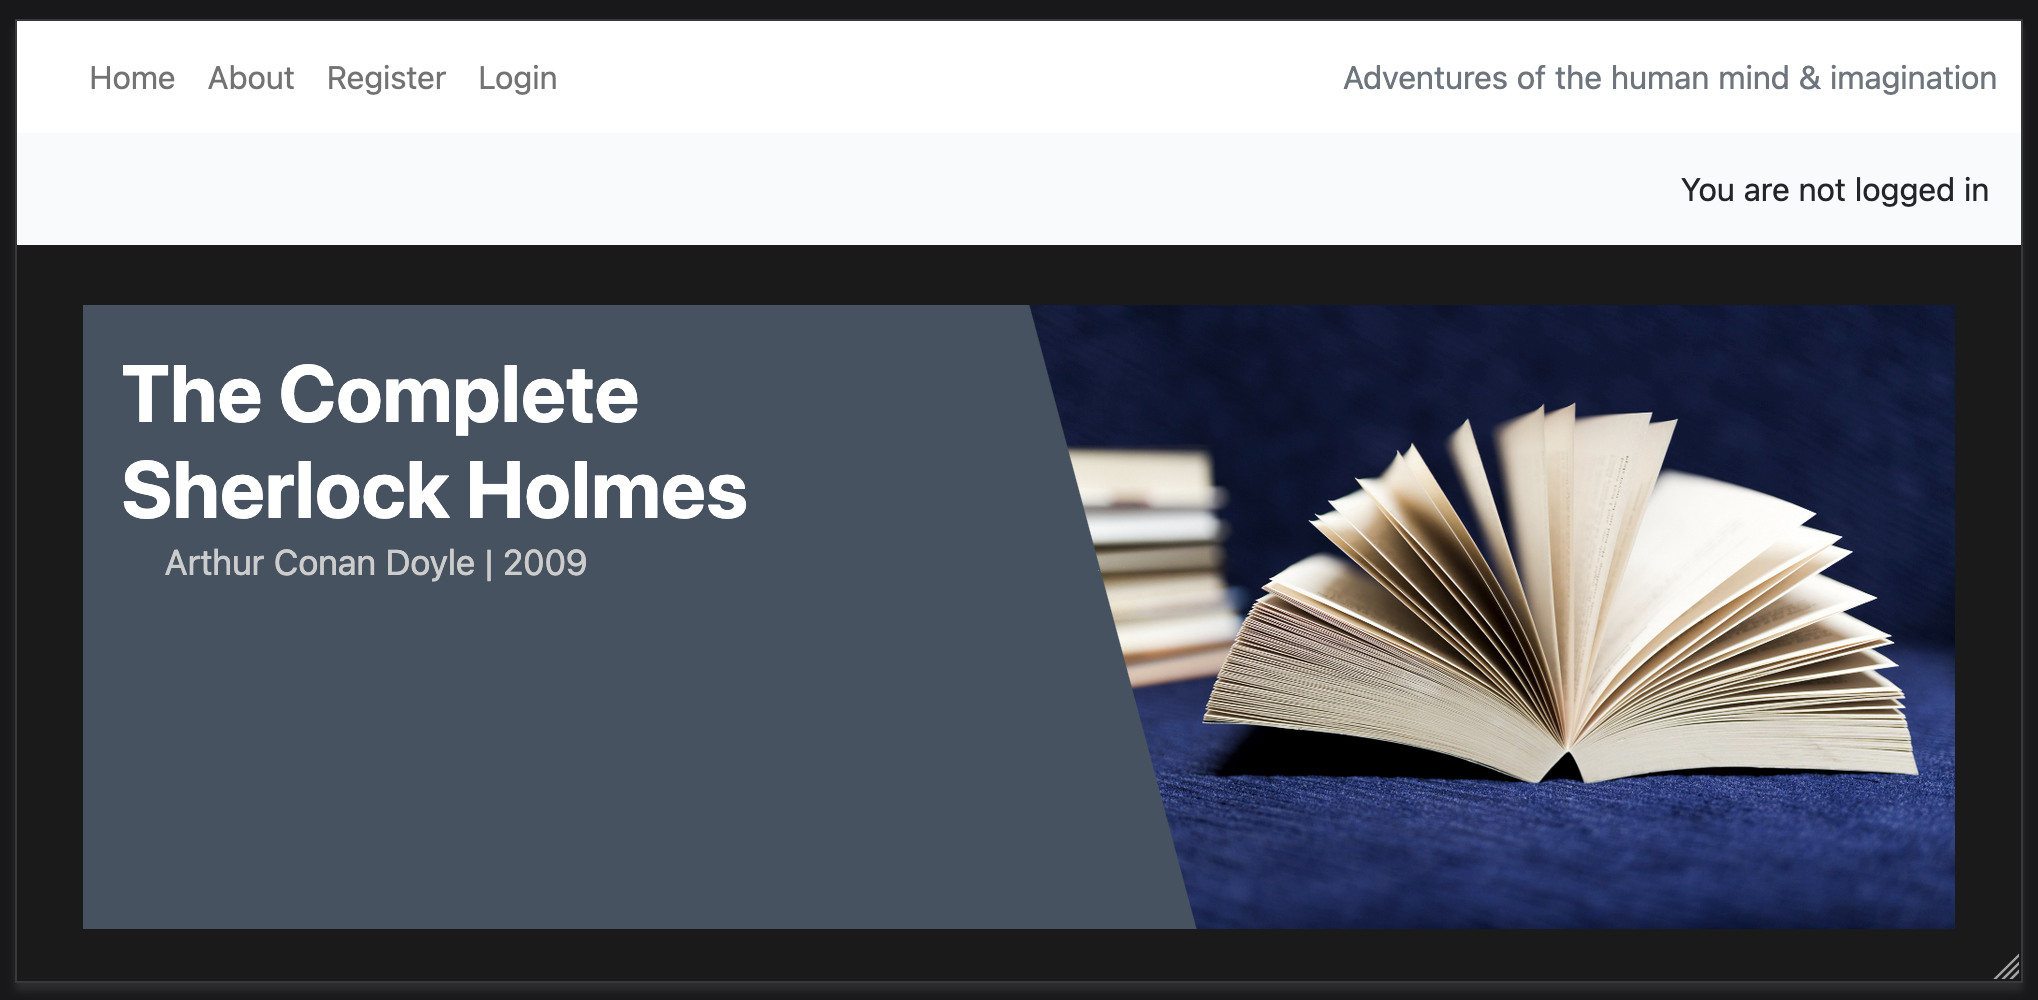 Home About Register Login Adventures of the human mind & imagination
You are not logged in
The Complete
Sherlock Holmes
Arthur Conan Doyle | 2009